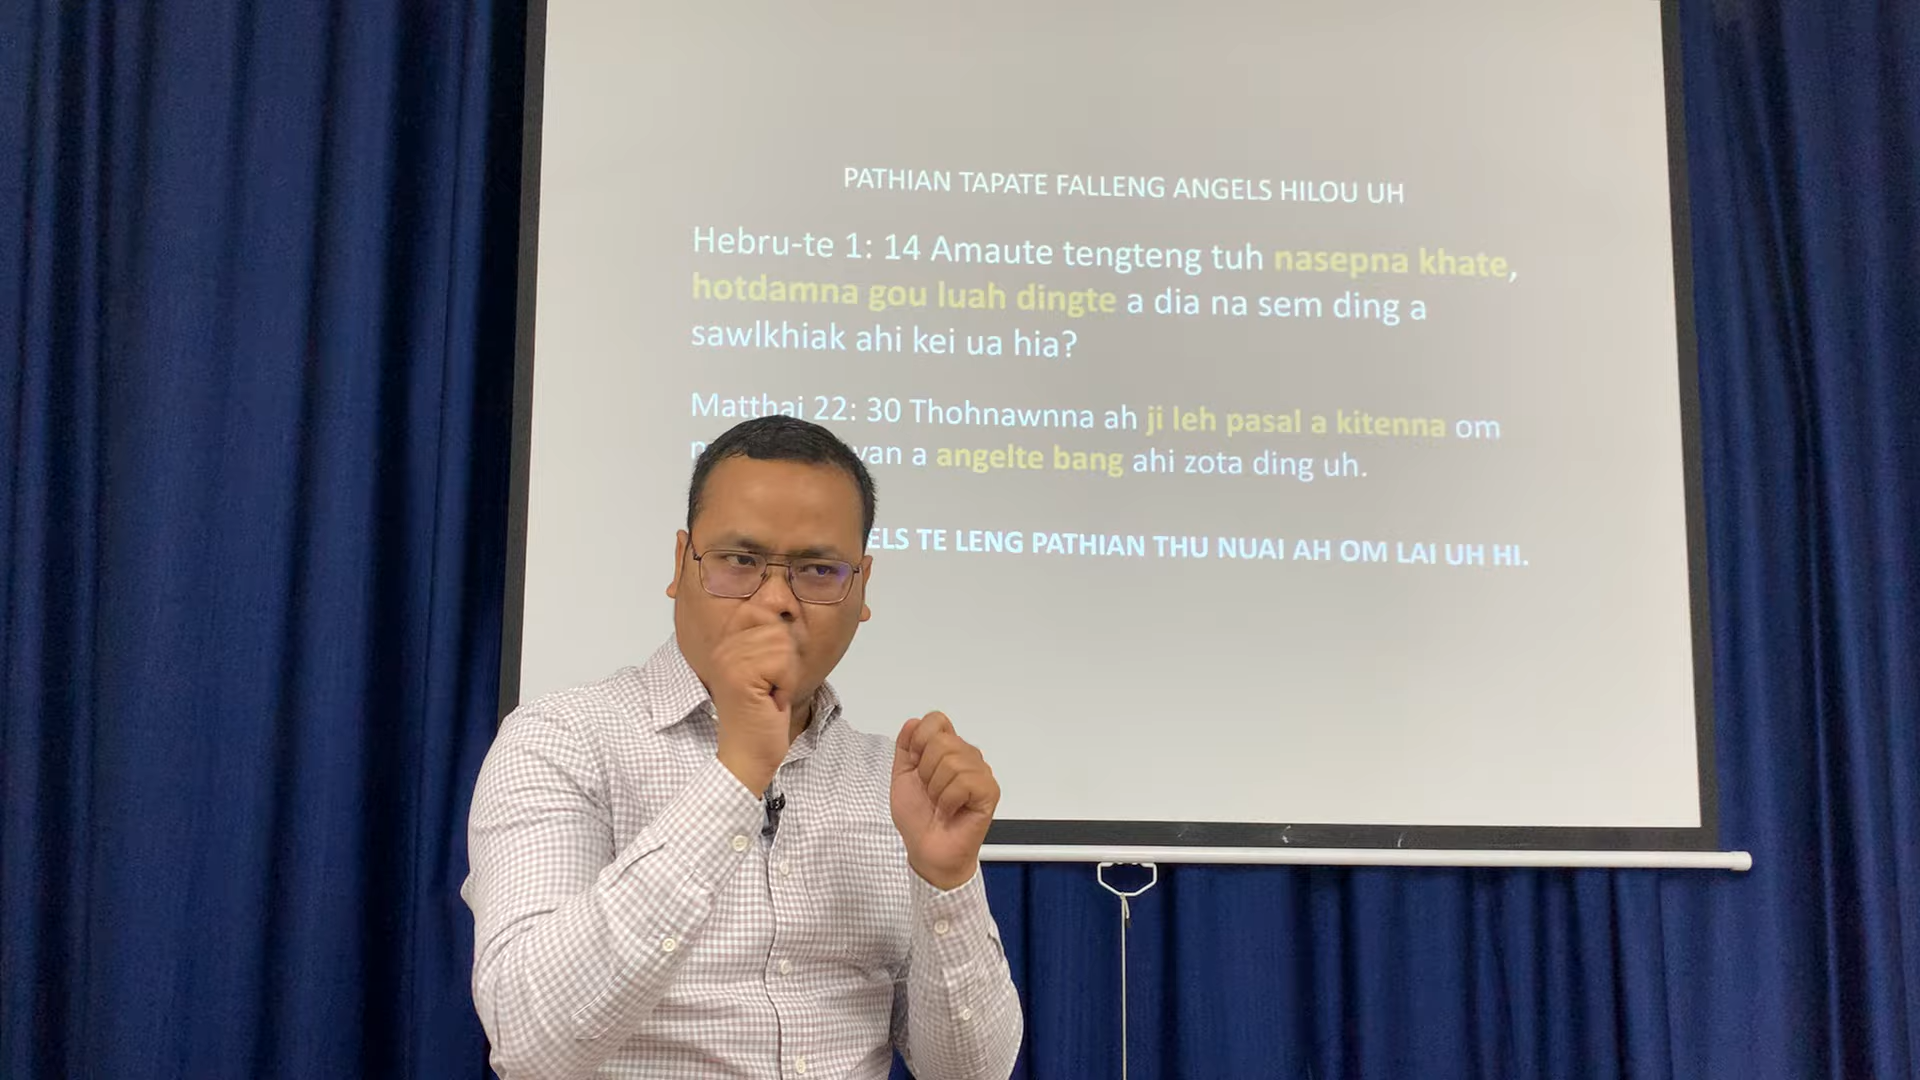 PATHIAN TAPATE FALLENG ANGELS HILOU UH
Hebru-te 1: 14 Amaute tengteng tuh nasepna khate,
hotdamna gou luah dingte a dia na sem ding a
sawlkhiak ahi kei ua hia?
Matthai 22: 30 Thohnawnna ah ji leh pasal a kitenna om
a angelte bang ahi zota ding uh.
TE LENG PATHIAN THU NUAI AH OM LAI UH HI.